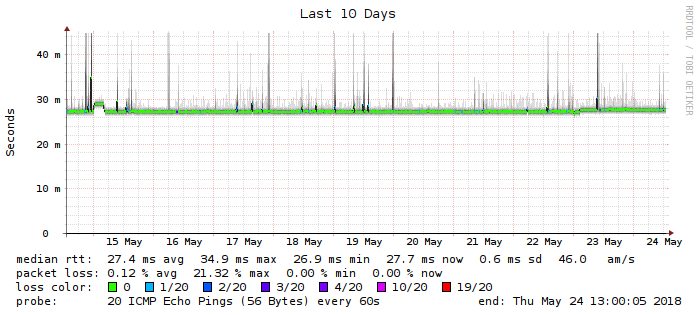 Last 10 Days
RRDTOOL / TOBI OETIKER
Seconds
40 m
30 m
20 m
10 m
0
15 May 16 May 17 May 18 May 19 May 20 May 21 May 22 May 23 May 24 May
median rtt: 27.4 ms avg 34.9 ms max 26.9 ms min 27.7 ms now 0.6 ms sd 46.0 am/s
packet loss: 0.12 % avg 21.32 % max 0.00 % min 0.00 % now
loss color: 0 1/20 2/20 3/20 4/20 10/20 19/20
probe: 20 ICMP Echo Pings (56 Bytes) every 60s end: Thu May 24 13:00:05 2018